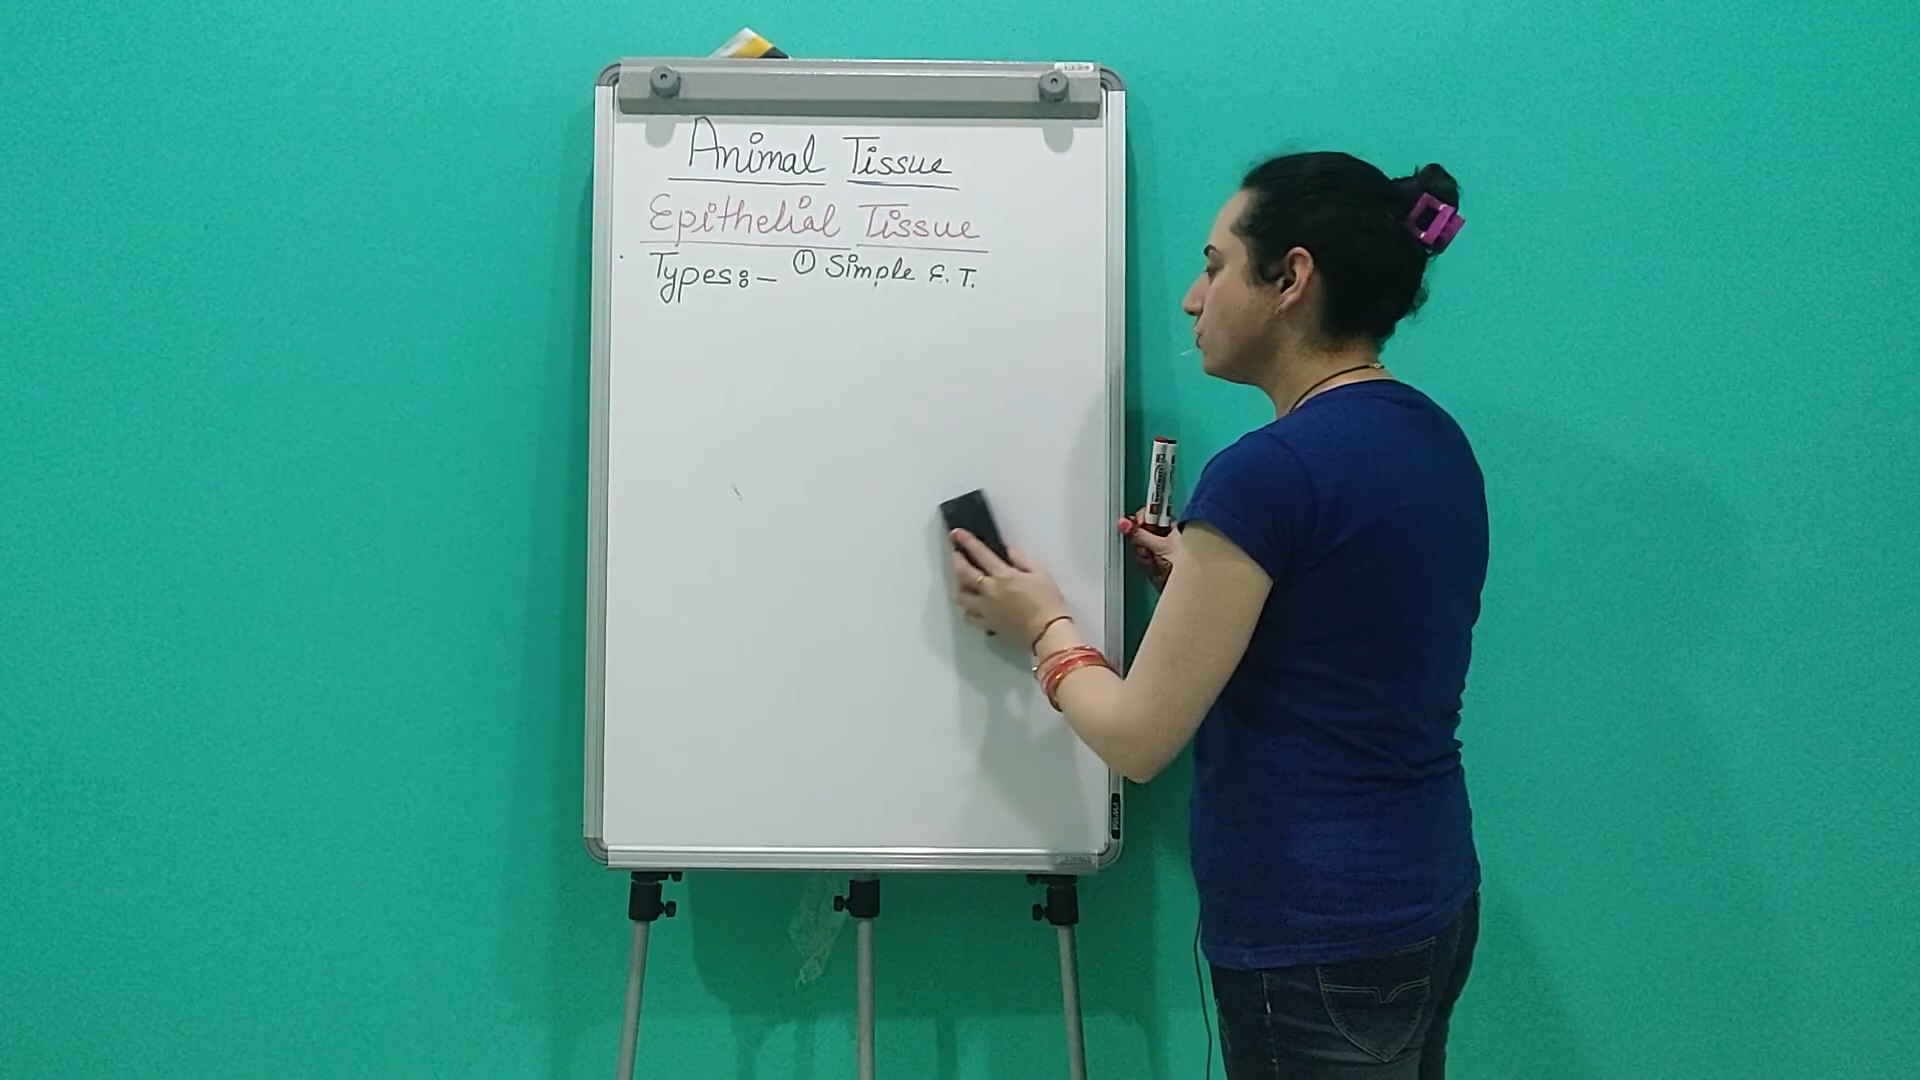 Animal Tissue
Epithelial Tissue
Types:- ① Simple E.T.